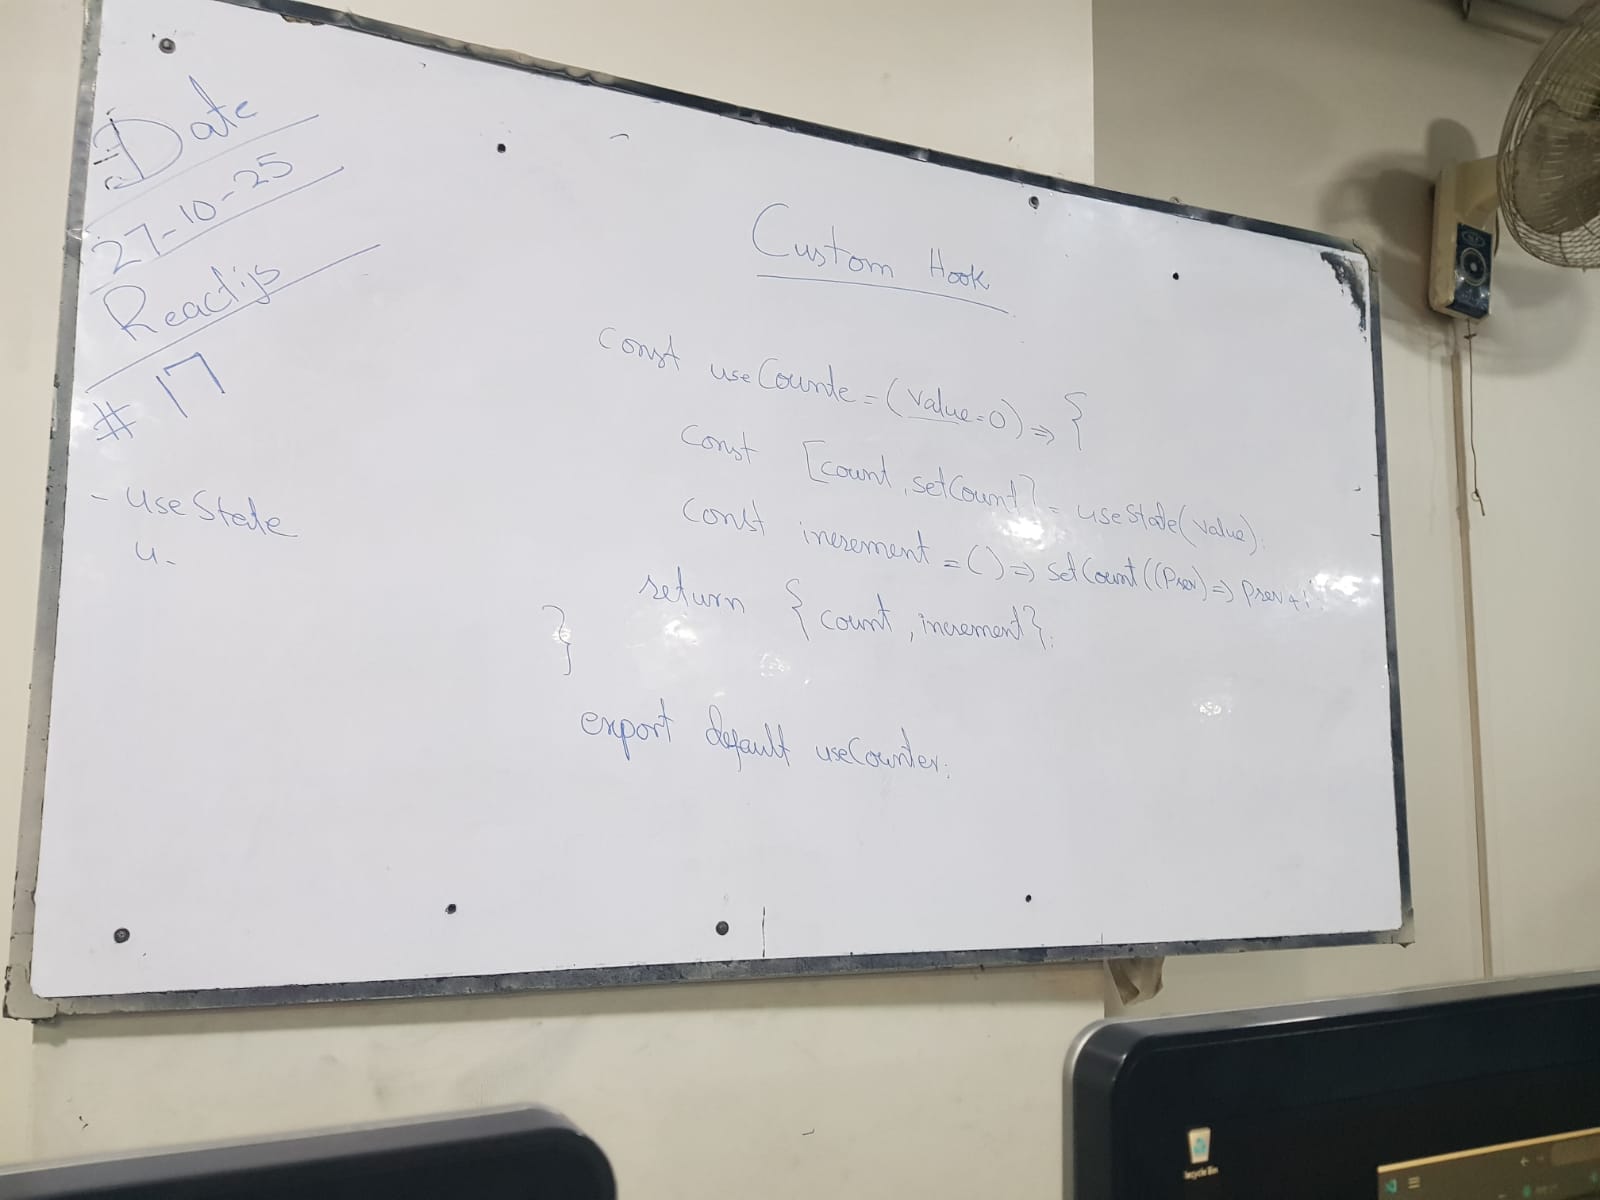 Date
27-10-25
Reactjs
# 17
- useState
u-
Custom Hook
const useCounte = (value=0) => {
const [count, setCount] = useState(value);
const increment = () => setCount((Prev) => Prev+1
return { count, increment };
}
export default useCounter;
Recycle Bin